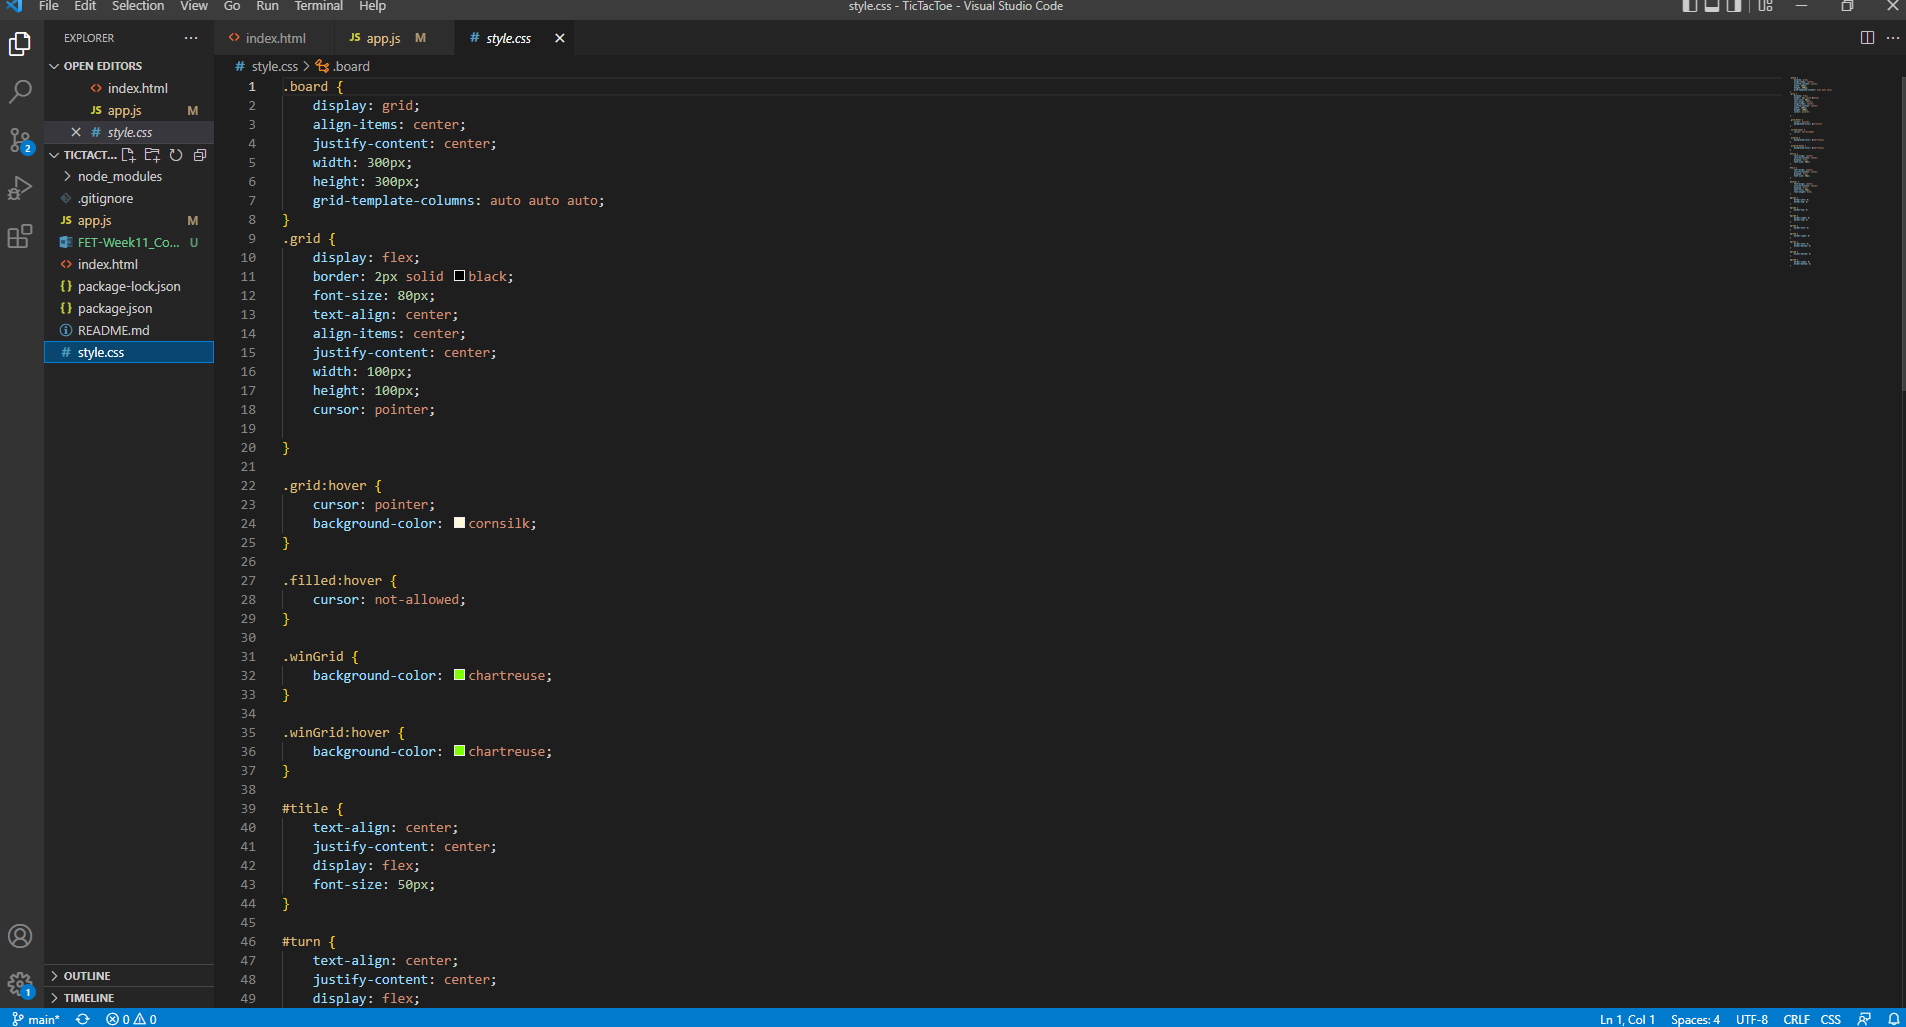 File Edit Selection View Go Run Terminal Help
style.css - TicTacToe - Visual Studio Code
EXPLORER
OPEN EDITORS
index.html
JS app.js M
# style.css
TICTACT...
node_modules
.gitignore
JS app.js M
FET-Week11_Co... U
index.html
{} package-lock.json
{} package.json
README.md
# style.css
OUTLINE
TIMELINE
2
1
<> index.html
JS app.js M
# style.css
# style.css > .board
1 .board {
2 display: grid;
3 align-items: center;
4 justify-content: center;
5 width: 300px;
6 height: 300px;
7 grid-template-columns: auto auto auto;
8 }
9 .grid {
10 display: flex;
11 border: 2px solid black;
12 font-size: 80px;
13 text-align: center;
14 align-items: center;
15 justify-content: center;
16 width: 100px;
17 height: 100px;
18 cursor: pointer;
19
20 }
21
22 .grid:hover {
23 cursor: pointer;
24 background-color: cornsilk;
25 }
26
27 .filled:hover {
28 cursor: not-allowed;
29 }
30
31 .winGrid {
32 background-color: chartreuse;
33 }
34
35 .winGrid:hover {
36 background-color: chartreuse;
37 }
38
39 #title {
40 text-align: center;
41 justify-content: center;
42 display: flex;
43 font-size: 50px;
44 }
45
46 #turn {
47 text-align: center;
48 justify-content: center;
49 display: flex;
main* 0 0
Ln 1, Col 1 Spaces: 4 UTF-8 CRLF CSS